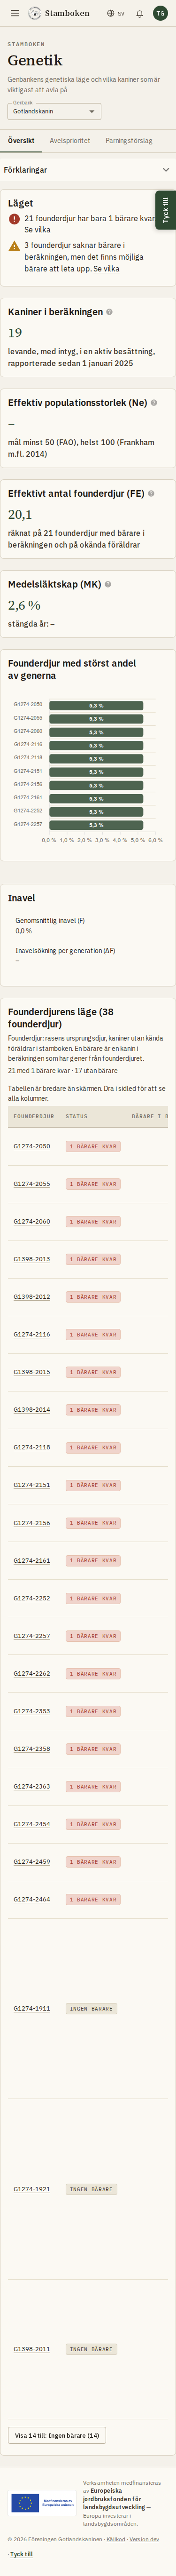 Stamboken
SV
TG
STAMBOKEN
Genetik
Genbankens genetiska läge och vilka kaniner som är
viktigast att avla på
Genbank
Gotlandskanin
Översikt
Avelsprioritet
Parningsförslag
Tyck till
Förklaringar
Läget
21 founderdjur har bara 1 bärare kvar.
Se vilka
3 founderdjur saknar bärare i
beräkningen, men det finns möjliga
bärare att leta upp. Se vilka
Kaniner i beräkningen
19
levande, med intyg, i en aktiv besättning,
rapporterade sedan 1 januari 2025
Effektiv populationsstorlek (Ne)
–
mål minst 50 (FAO), helst 100 (Frankham
m.fl. 2014)
Effektivt antal founderdjur (FE)
20,1
räknat på 21 founderdjur med bärare i
beräkningen och på okända föräldrar
Medelsläktskap (MK)
2,6 %
stängda år: –
Founderdjur med störst andel
av generna
G1274-2050 5,3 %
G1274-2055 5,3 %
G1274-2060 5,3 %
G1274-2116 5,3 %
G1274-2118 5,3 %
G1274-2151 5,3 %
G1274-2156 5,3 %
G1274-2161 5,3 %
G1274-2252 5,3 %
G1274-2257 5,3 %
0,0 % 1,0 % 2,0 % 3,0 % 4,0 % 5,0 % 6,0 %
Inavel
Genomsnittlig inavel (F)
0,0 %
Inavelsökning per generation (ΔF)
–
Founderdjurens läge (38
founderdjur)
Founderdjur: rasens ursprungsdjur, kaniner utan kända
föräldrar i stamboken. En bärare är en kanin i
beräkningen som har gener från founderdjuret.
21 med 1 bärare kvar · 17 utan bärare
Tabellen är bredare än skärmen. Dra i sidled för att se
alla kolumner.
FOUNDERDJUR STATUS BÄRARE I B
G1274-2050 1 BÄRARE KVAR
G1274-2055 1 BÄRARE KVAR
G1274-2060 1 BÄRARE KVAR
G1398-2013 1 BÄRARE KVAR
G1398-2012 1 BÄRARE KVAR
G1274-2116 1 BÄRARE KVAR
G1398-2015 1 BÄRARE KVAR
G1398-2014 1 BÄRARE KVAR
G1274-2118 1 BÄRARE KVAR
G1274-2151 1 BÄRARE KVAR
G1274-2156 1 BÄRARE KVAR
G1274-2161 1 BÄRARE KVAR
G1274-2252 1 BÄRARE KVAR
G1274-2257 1 BÄRARE KVAR
G1274-2262 1 BÄRARE KVAR
G1274-2353 1 BÄRARE KVAR
G1274-2358 1 BÄRARE KVAR
G1274-2363 1 BÄRARE KVAR
G1274-2454 1 BÄRARE KVAR
G1274-2459 1 BÄRARE KVAR
G1274-2464 1 BÄRARE KVAR
G1274-1911 INGEN BÄRARE
G1274-1921 INGEN BÄRARE
G1398-2011 INGEN BÄRARE
Visa 14 till: Ingen bärare (14)
Medfinansieras av
Europeiska unionen
Verksamheten medfinansieras
av Europeiska
jordbruksfonden för
landsbygdsutveckling –
Europa investerar i
landsbygdsområden.
© 2026 Föreningen Gotlandskaninen · Källkod · Version dev
· Tyck till